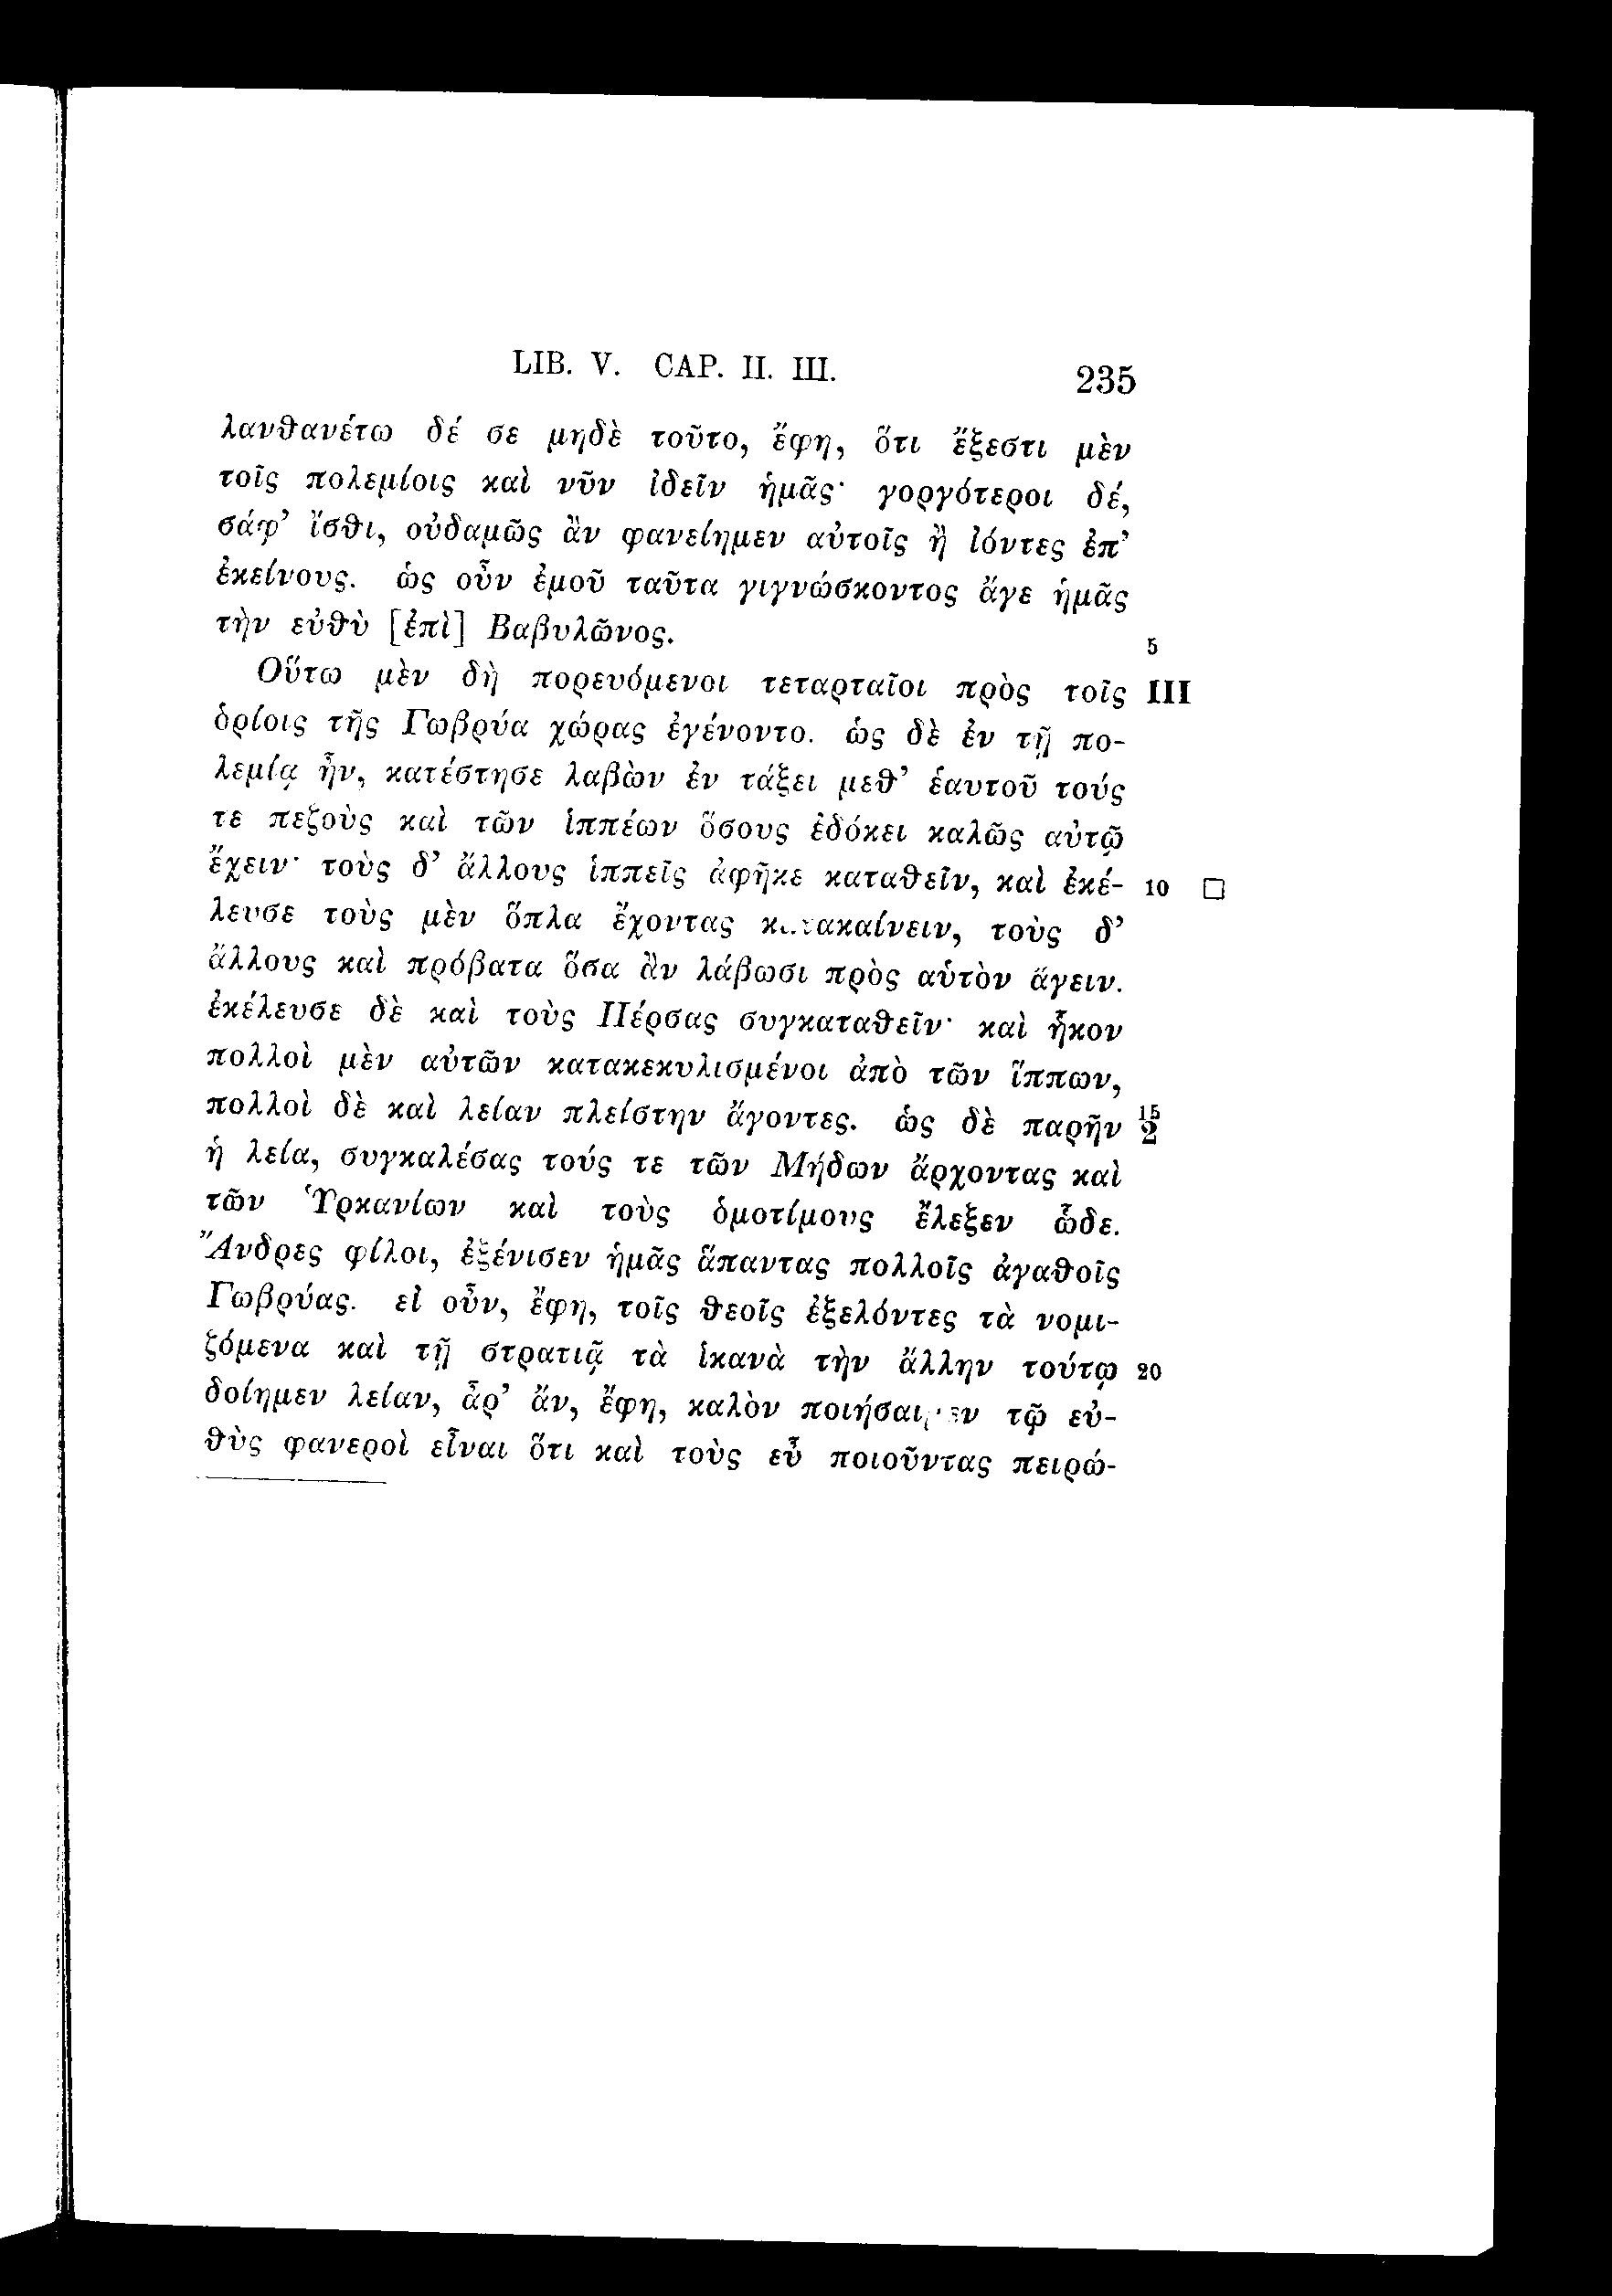 LIB. V. CAP. II. III. 235
λανθανέτω δέ σε μηδὲ τοῦτο, ἔφη, ὅτι ἔξεστι μὲν
τοῖς πολεμίοις καὶ νῦν ἰδεῖν ἡμᾶς· γοργότεροι δέ,
σάφ’ ἴσθι, οὐδαμῶς ἂν φανείημεν αὐτοῖς ἢ ἰόντες ἐπ’
ἐκείνους. ὡς οὖν ἐμοῦ ταῦτα γιγνώσκοντος ἄγε ἡμᾶς
τὴν εὐθὺ [ἐπὶ] Βαβυλῶνος. 5
Οὕτω μὲν δὴ πορευόμενοι τεταρταῖοι πρὸς τοῖς III
ὁρίοις τῆς Γωβρύα χώρας ἐγένοντο. ὡς δὲ ἐν τῇ πο-
λεμίᾳ ἦν, κατέστησε λαβὼν ἐν τάξει μεθ’ ἑαυτοῦ τούς
τε πεζοὺς καὶ τῶν ἱππέων ὅσους ἐδόκει καλῶς αὐτῷ
ἔχειν· τοὺς δ’ ἄλλους ἱππεῖς ἀφῆκε καταθεῖν, καὶ ἐκέ- 10
λευσε τοὺς μὲν ὅπλα ἔχοντας κατακαίνειν, τοὺς δ’
ἄλλους καὶ πρόβατα ὅσα ἂν λάβωσι πρὸς αὑτὸν ἄγειν.
ἐκέλευσε δὲ καὶ τοὺς Πέρσας συγκαταθεῖν· καὶ ἧκον
πολλοὶ μὲν αὐτῶν κατακεκυλισμένοι ἀπὸ τῶν ἵππων,
πολλοὶ δὲ καὶ λείαν πλείστην ἄγοντες. ὡς δὲ παρῆν 15 2
ἡ λεία, συγκαλέσας τούς τε τῶν Μήδων ἄρχοντας καὶ
τῶν Ὑρκανίων καὶ τοὺς ὁμοτίμους ἔλεξεν ὧδε.
Ἄνδρες φίλοι, ἐξένισεν ἡμᾶς ἅπαντας πολλοῖς ἀγαθοῖς
Γωβρύας. εἰ οὖν, ἔφη, τοῖς θεοῖς ἐξελόντες τὰ νομι-
ζόμενα καὶ τῇ στρατιᾷ τὰ ἱκανὰ τὴν ἄλλην τούτῳ 20
δοίημεν λείαν, ἆρ’ ἄν, ἔφη, καλὸν ποιήσαιμεν τῷ εὐ-
θὺς φανεροὶ εἶναι ὅτι καὶ τοὺς εὖ ποιοῦντας πειρώ-